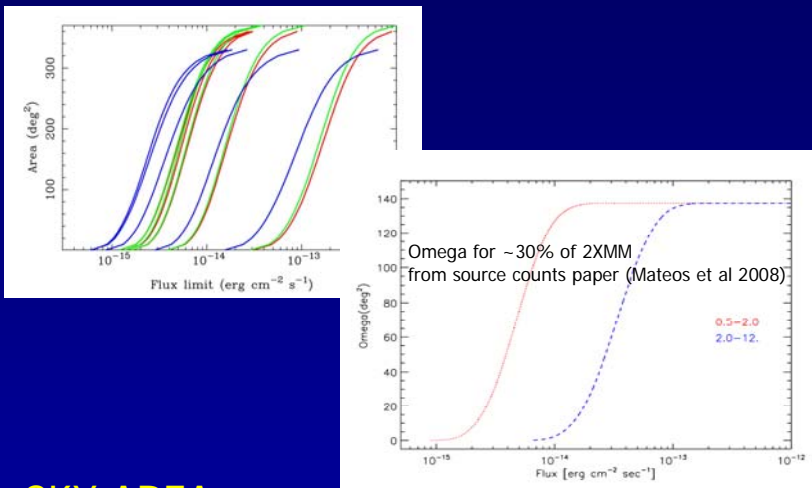 Area (deg²)
300
200
100
10⁻¹⁵
10⁻¹⁴
10⁻¹³
Flux limit (erg cm⁻² s⁻¹)
Omega(deg²)
140
120
100
80
60
40
20
0
Omega for ~30% of 2XMM
from source counts paper (Mateos et al 2008)
0.5-2.0
2.0-12.
10⁻¹⁵
10⁻¹⁴
10⁻¹³
10⁻¹²
Flux [erg cm⁻² sec⁻¹]
SKY AREA